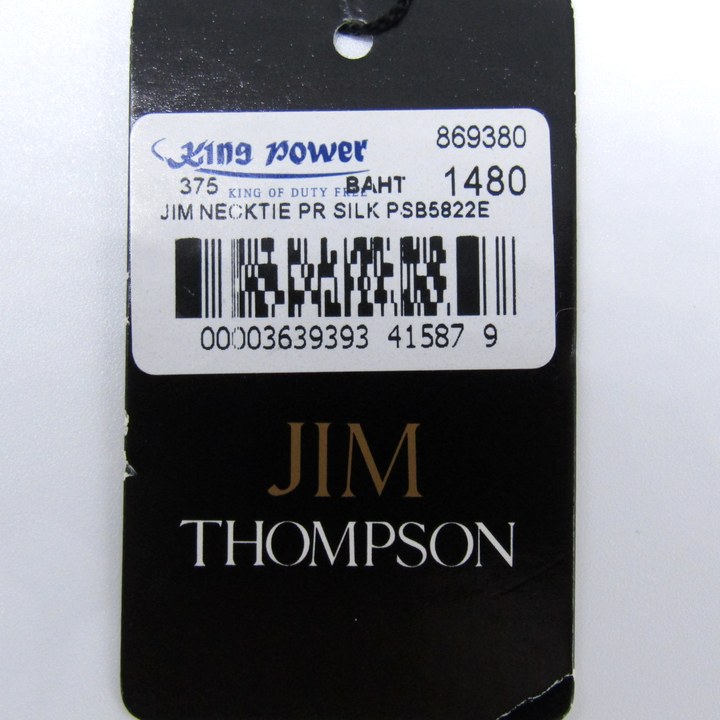 King Power 869380
375 KING OF DUTY FREE BAHT 1480
JIM NECKTIE PR SILK PSB5822E
00003639393 41587 9
JIM
THOMPSON